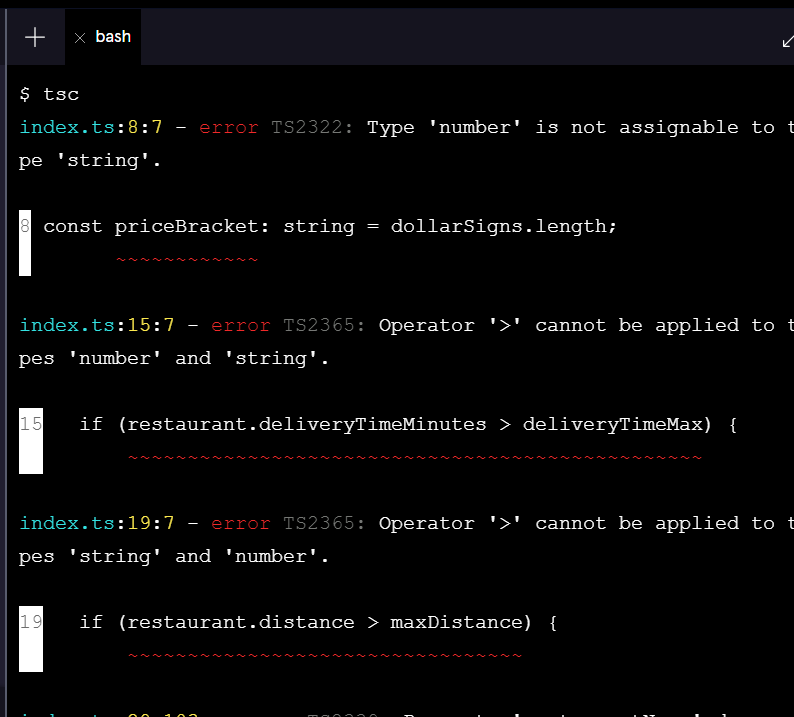 bash
$ tsc
index.ts:8:7 - error TS2322: Type 'number' is not assignable to t
pe 'string'.
8 const priceBracket: string = dollarSigns.length;
~~~~~~~~~~~~
index.ts:15:7 - error TS2365: Operator '>' cannot be applied to t
pes 'number' and 'string'.
15   if (restaurant.deliveryTimeMinutes > deliveryTimeMax) {
~~~~~~~~~~~~~~~~~~~~~~~~~~~~~~~~~~~~~~~~~~~~~~~~
index.ts:19:7 - error TS2365: Operator '>' cannot be applied to t
pes 'string' and 'number'.
19   if (restaurant.distance > maxDistance) {
~~~~~~~~~~~~~~~~~~~~~~~~~~~~~~~~~